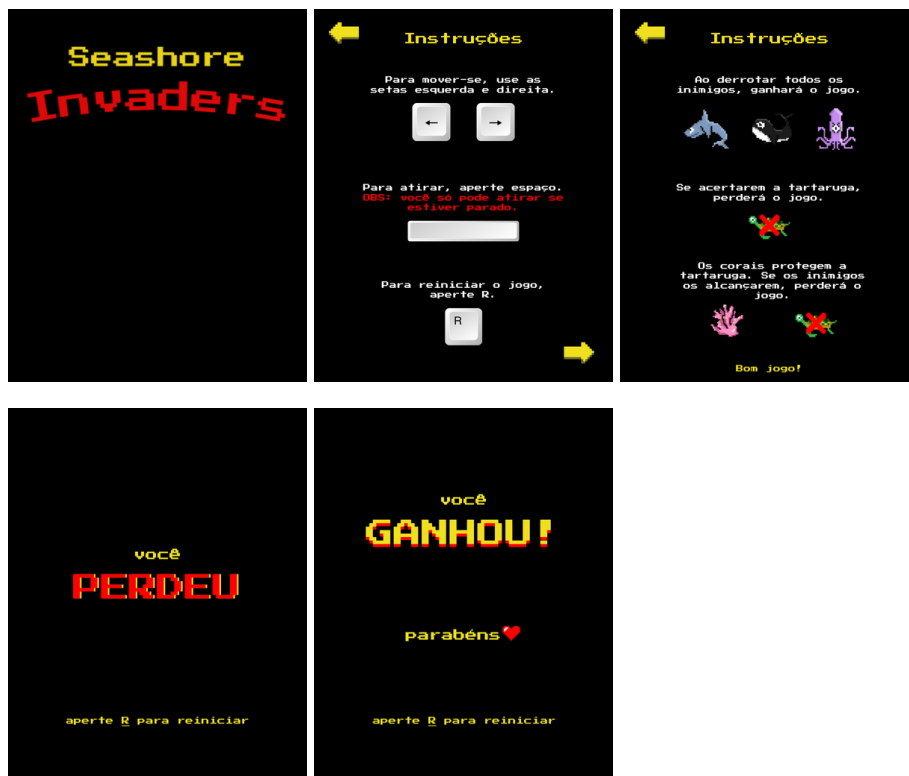 Seashore
Invaders
Instruções
Para mover-se, use as
setas esquerda e direita.
←
→
Para atirar, aperte espaço.
OBS: você só pode atirar se
estiver parado.
Para reiniciar o jogo,
aperte R.
R
Instruções
Ao derrotar todos os
inimigos, ganhará o jogo.
Se acertarem a tartaruga,
perderá o jogo.
Os corais protegem a
tartaruga. Se os inimigos
os alcançarem, perderá o
jogo.
Bom jogo!
você
PERDEU
aperte R para reiniciar
você
GANHOU!
parabéns
aperte R para reiniciar